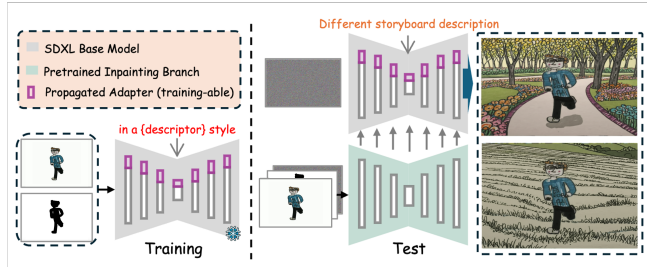 SDXL Base Model
Pretrained Inpainting Branch
Propagated Adapter (training-able)
in a {descriptor} style
Training
Different storyboard description
Test